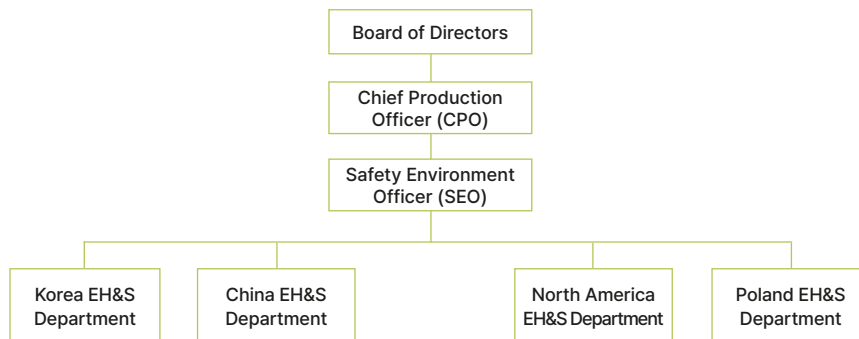 Board of Directors
Chief Production
Officer (CPO)
Safety Environment
Officer (SEO)
Korea EH&S
Department
China EH&S
Department
North America
EH&S Department
Poland EH&S
Department